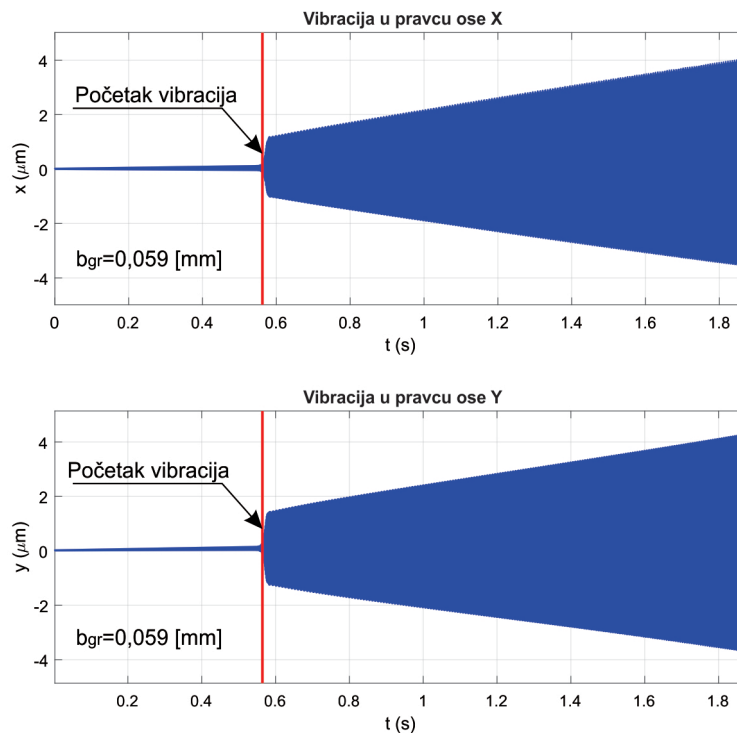 Vibracija u pravcu ose X
4
2
0
-2
-4
x (μm)
Početak vibracija
bgr=0,059 [mm]
0 0.2 0.4 0.6 0.8 1 1.2 1.4 1.6 1.8
t (s)
Vibracija u pravcu ose Y
4
2
0
-2
-4
y (μm)
Početak vibracija
bgr=0,059 [mm]
0.2 0.4 0.6 0.8 1 1.2 1.4 1.6 1.8
t (s)